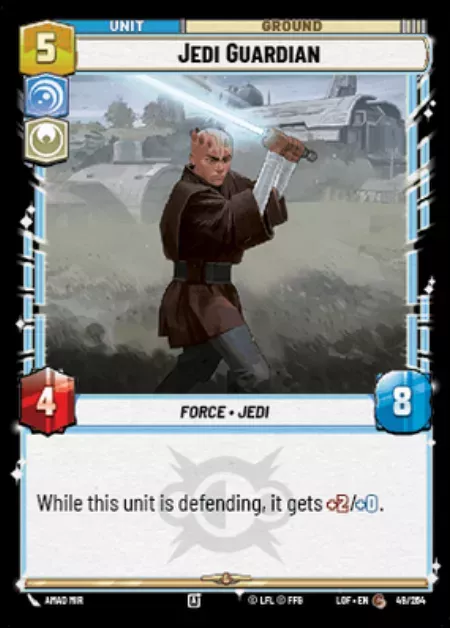 UNIT
GROUND
5
JEDI GUARDIAN
4
FORCE • JEDI
8
While this unit is defending, it gets +2/+0.
AMAD MIR
© LFL © FFG
LOF • EN
49/264